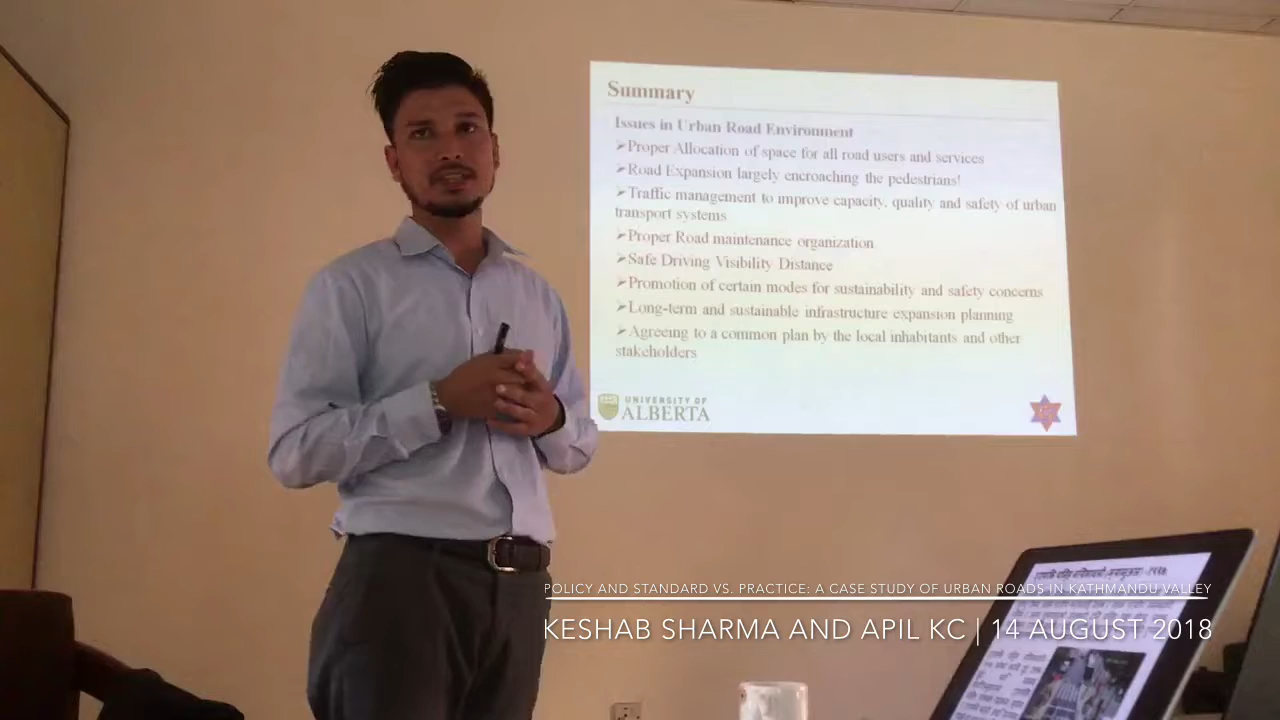 Summary
Issues in Urban Road Environment
➢Proper Allocation of space for all road users and services
➢Road Expansion largely encroaching the pedestrians!
➢Traffic management to improve capacity, quality and safety of urban
transport systems
➢Proper Road maintenance organization
➢Safe Driving Visibility Distance
➢Promotion of certain modes for sustainability and safety concerns
➢Long-term and sustainable infrastructure expansion planning
➢Agreeing to a common plan by the local inhabitants and other
stakeholders
UNIVERSITY OF
ALBERTA
POLICY AND STANDARD VS. PRACTICE: A CASE STUDY OF URBAN ROADS IN KATHMANDU VALLEY
KESHAB SHARMA AND APIL KC | 14 AUGUST 2018